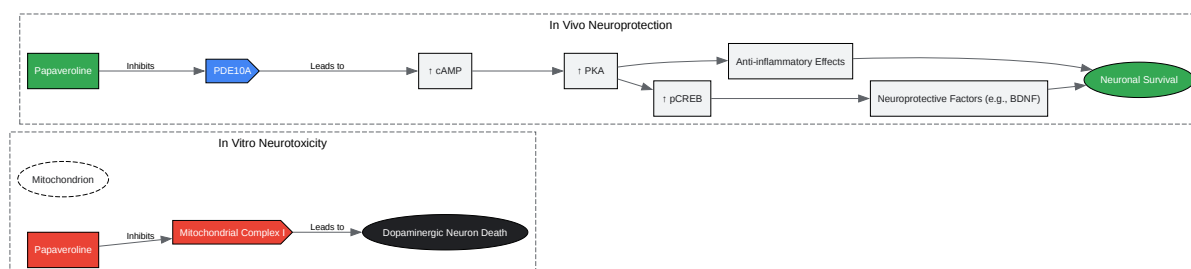 In Vivo Neuroprotection
Papaveroline
Inhibits
PDE10A
Leads to
↑ cAMP
↑ PKA
Anti-inflammatory Effects
↑ pCREB
Neuroprotective Factors (e.g., BDNF)
Neuronal Survival
In Vitro Neurotoxicity
Mitochondrion
Papaveroline
Inhibits
Mitochondrial Complex I
Leads to
Dopaminergic Neuron Death